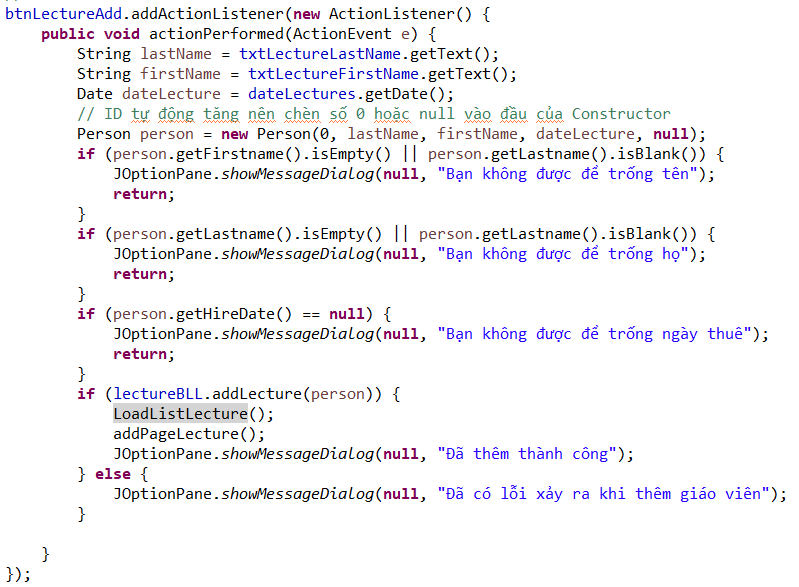 btnLectureAdd.addActionListener(new ActionListener() {
    public void actionPerformed(ActionEvent e) {
        String lastName = txtLectureLastName.getText();
        String firstName = txtLectureFirstName.getText();
        Date dateLecture = dateLectures.getDate();
        // ID tự động tăng nên chèn số 0 hoặc null vào đầu của Constructor
        Person person = new Person(0, lastName, firstName, dateLecture, null);
        if (person.getFirstname().isEmpty() || person.getLastname().isBlank()) {
            JOptionPane.showMessageDialog(null, "Bạn không được để trống tên");
            return;
        }
        if (person.getLastname().isEmpty() || person.getLastname().isBlank()) {
            JOptionPane.showMessageDialog(null, "Bạn không được để trống họ");
            return;
        }
        if (person.getHireDate() == null) {
            JOptionPane.showMessageDialog(null, "Bạn không được để trống ngày thuê");
            return;
        }
        if (lectureBLL.addLecture(person)) {
            LoadListLecture();
            addPageLecture();
            JOptionPane.showMessageDialog(null, "Đã thêm thành công");
        } else {
            JOptionPane.showMessageDialog(null, "Đã có lỗi xảy ra khi thêm giáo viên");
        }
    }
});